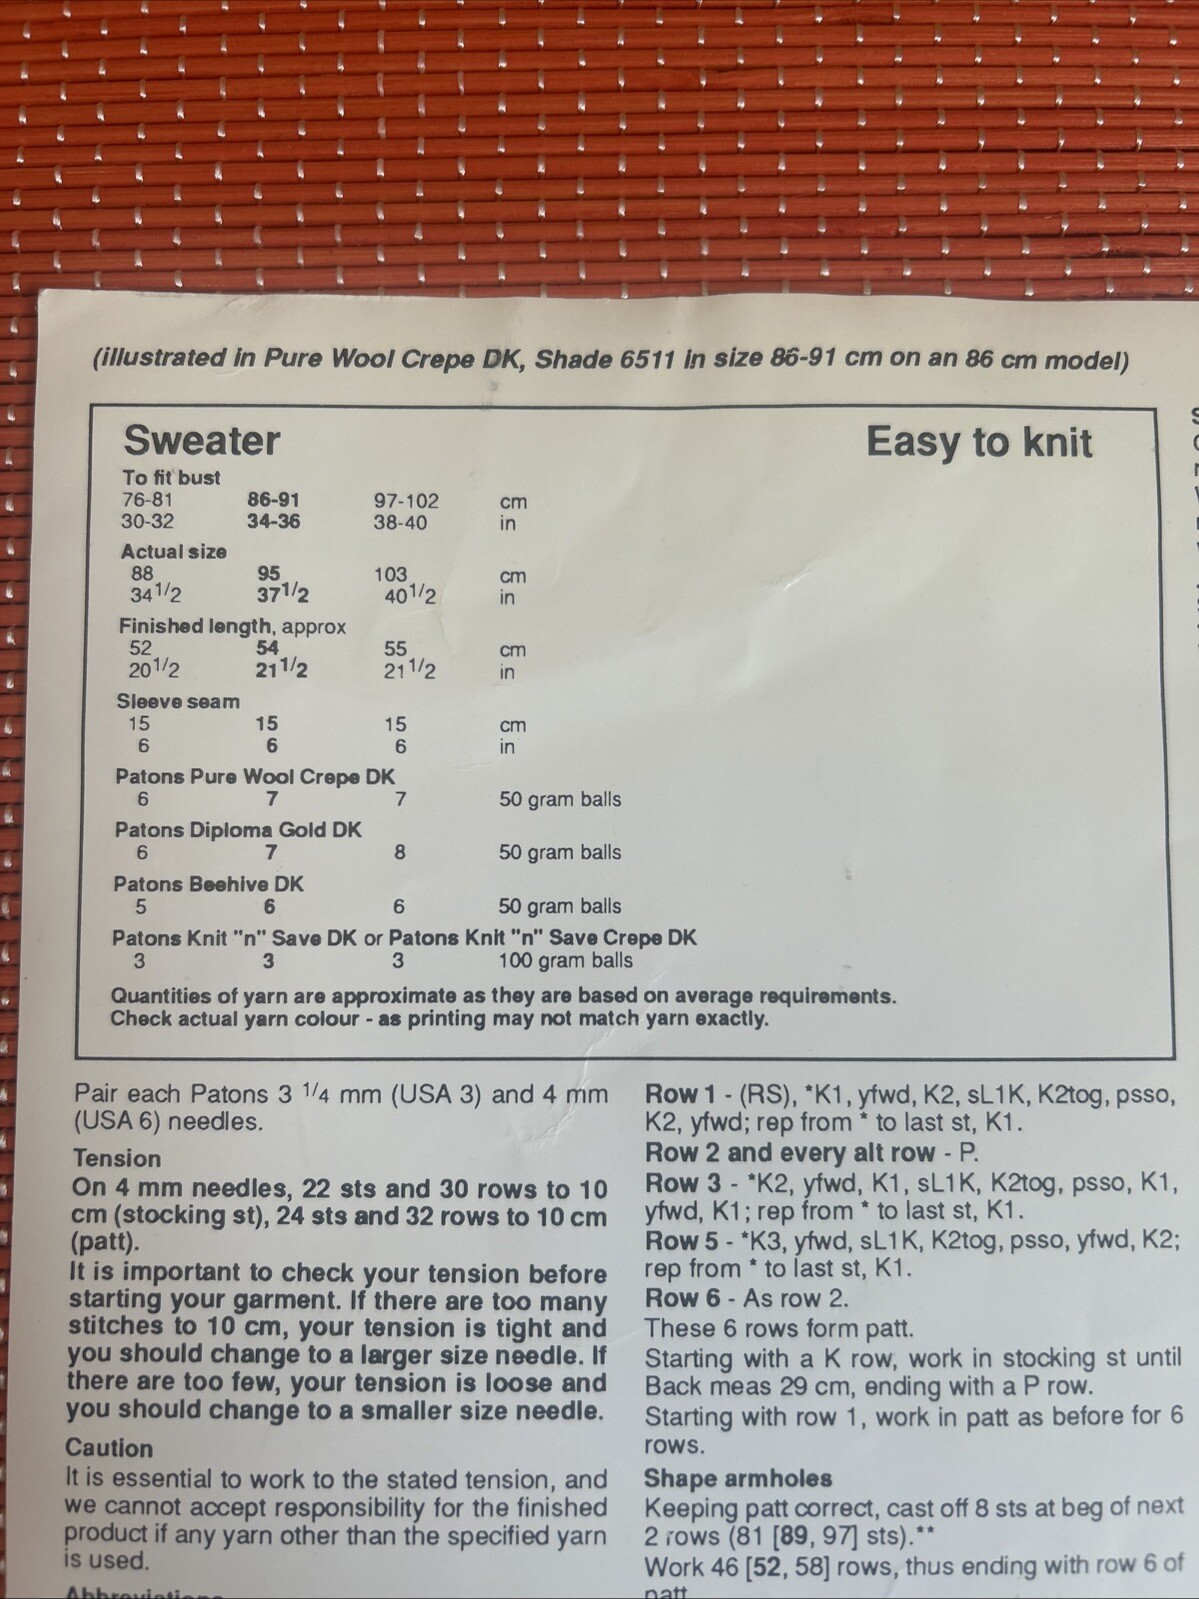 (illustrated in Pure Wool Crepe DK, Shade 6511 in size 86-91 cm on an 86 cm model)
Sweater
Easy to knit
To fit bust
76-81 86-91 97-102 cm
30-32 34-36 38-40 in
Actual size
88 95 103 cm
34 1/2 37 1/2 40 1/2 in
Finished length, approx
52 54 55 cm
20 1/2 21 1/2 21 1/2 in
Sleeve seam
15 15 15 cm
6 6 6 in
Patons Pure Wool Crepe DK
6 7 7 50 gram balls
Patons Diploma Gold DK
6 7 8 50 gram balls
Patons Beehive DK
5 6 6 50 gram balls
Patons Knit "n" Save DK or Patons Knit "n" Save Crepe DK
3 3 3 100 gram balls
Quantities of yarn are approximate as they are based on average requirements.
Check actual yarn colour - as printing may not match yarn exactly.
Pair each Patons 3 1/4 mm (USA 3) and 4 mm
(USA 6) needles.
Tension
On 4 mm needles, 22 sts and 30 rows to 10
cm (stocking st), 24 sts and 32 rows to 10 cm
(patt).
It is important to check your tension before
starting your garment. If there are too many
stitches to 10 cm, your tension is tight and
you should change to a larger size needle. If
there are too few, your tension is loose and
you should change to a smaller size needle.
Caution
It is essential to work to the stated tension, and
we cannot accept responsibility for the finished
product if any yarn other than the specified yarn
is used.
Abbreviations
Row 1 - (RS), *K1, yfwd, K2, sL1K, K2tog, psso,
K2, yfwd; rep from * to last st, K1.
Row 2 and every alt row - P.
Row 3 - *K2, yfwd, K1, sL1K, K2tog, psso, K1,
yfwd, K1; rep from * to last st, K1.
Row 5 - *K3, yfwd, sL1K, K2tog, psso, yfwd, K2;
rep from * to last st, K1.
Row 6 - As row 2.
These 6 rows form patt.
Starting with a K row, work in stocking st until
Back meas 29 cm, ending with a P row.
Starting with row 1, work in patt as before for 6
rows.
Shape armholes
Keeping patt correct, cast off 8 sts at beg of next
2 rows (81 [89, 97] sts).**
Work 46 [52, 58] rows, thus ending with row 6 of
patt